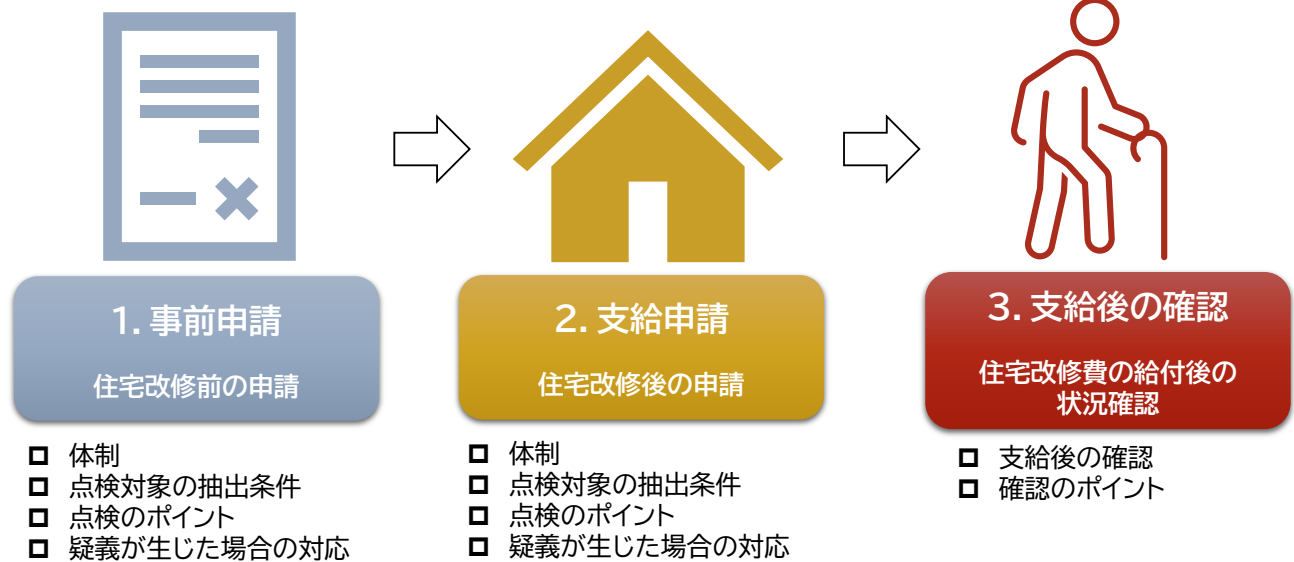 1. 事前申請
住宅改修前の申請
体制
点検対象の抽出条件
点検のポイント
疑義が生じた場合の対応
2. 支給申請
住宅改修後の申請
体制
点検対象の抽出条件
点検のポイント
疑義が生じた場合の対応
3. 支給後の確認
住宅改修費の給付後の
状況確認
支給後の確認
確認のポイント